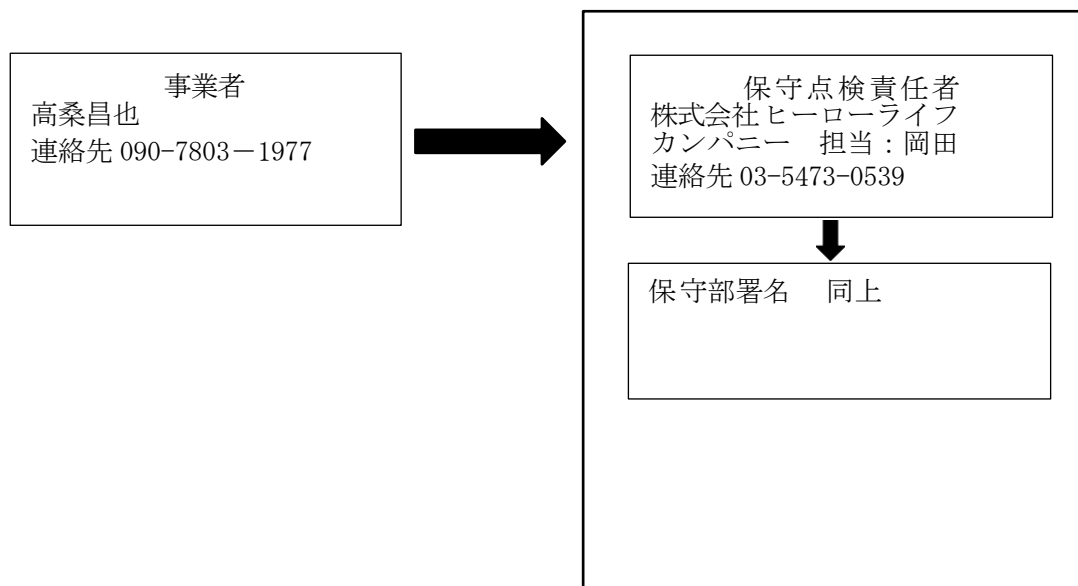 事業者
高桑昌也
連絡先 090-7803－1977
保守点検責任者
株式会社ヒーローライフ
カンパニー　担当：岡田
連絡先 03-5473-0539
保守部署名　同上